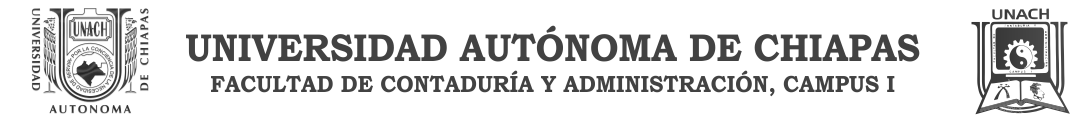 UNIVERSIDAD AUTÓNOMA DE CHIAPAS
FACULTAD DE CONTADURÍA Y ADMINISTRACIÓN, CAMPUS I
UNIVERSIDAD
UNACH
DE CHIAPAS
AUTONOMA
UNACH